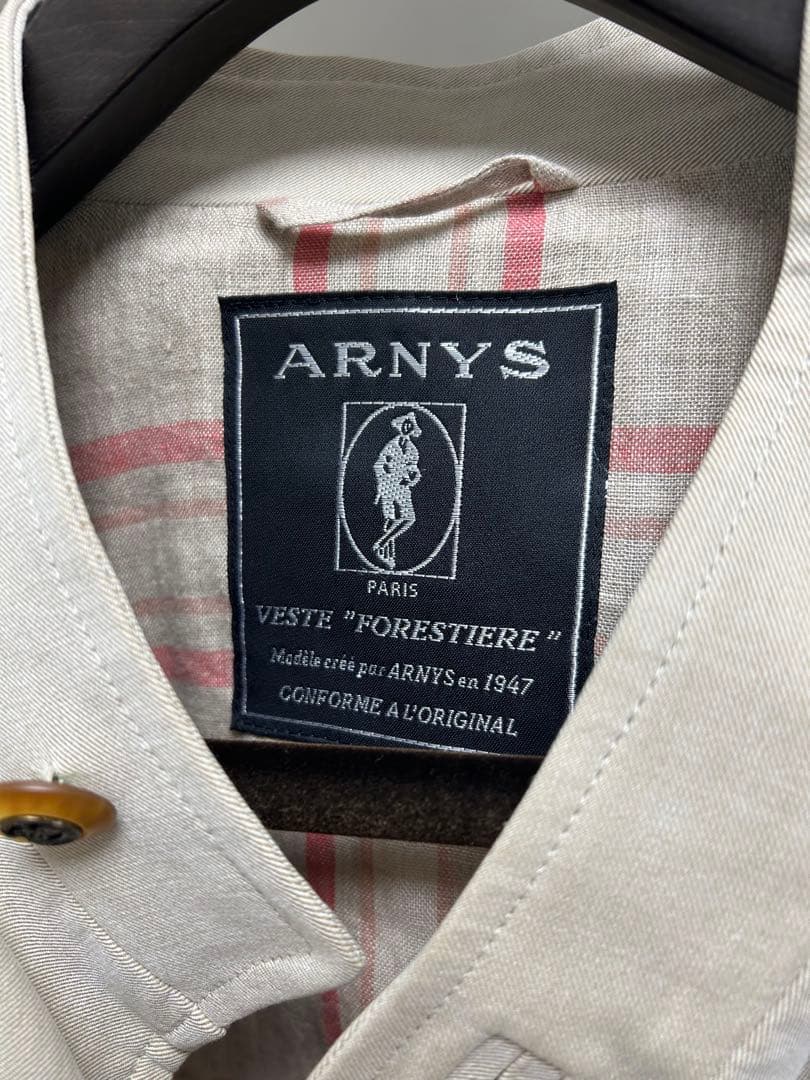 ARNYS
PARIS
VESTE "FORESTIERE"
Modèle créé par ARNYS en 1947
CONFORME A L'ORIGINAL